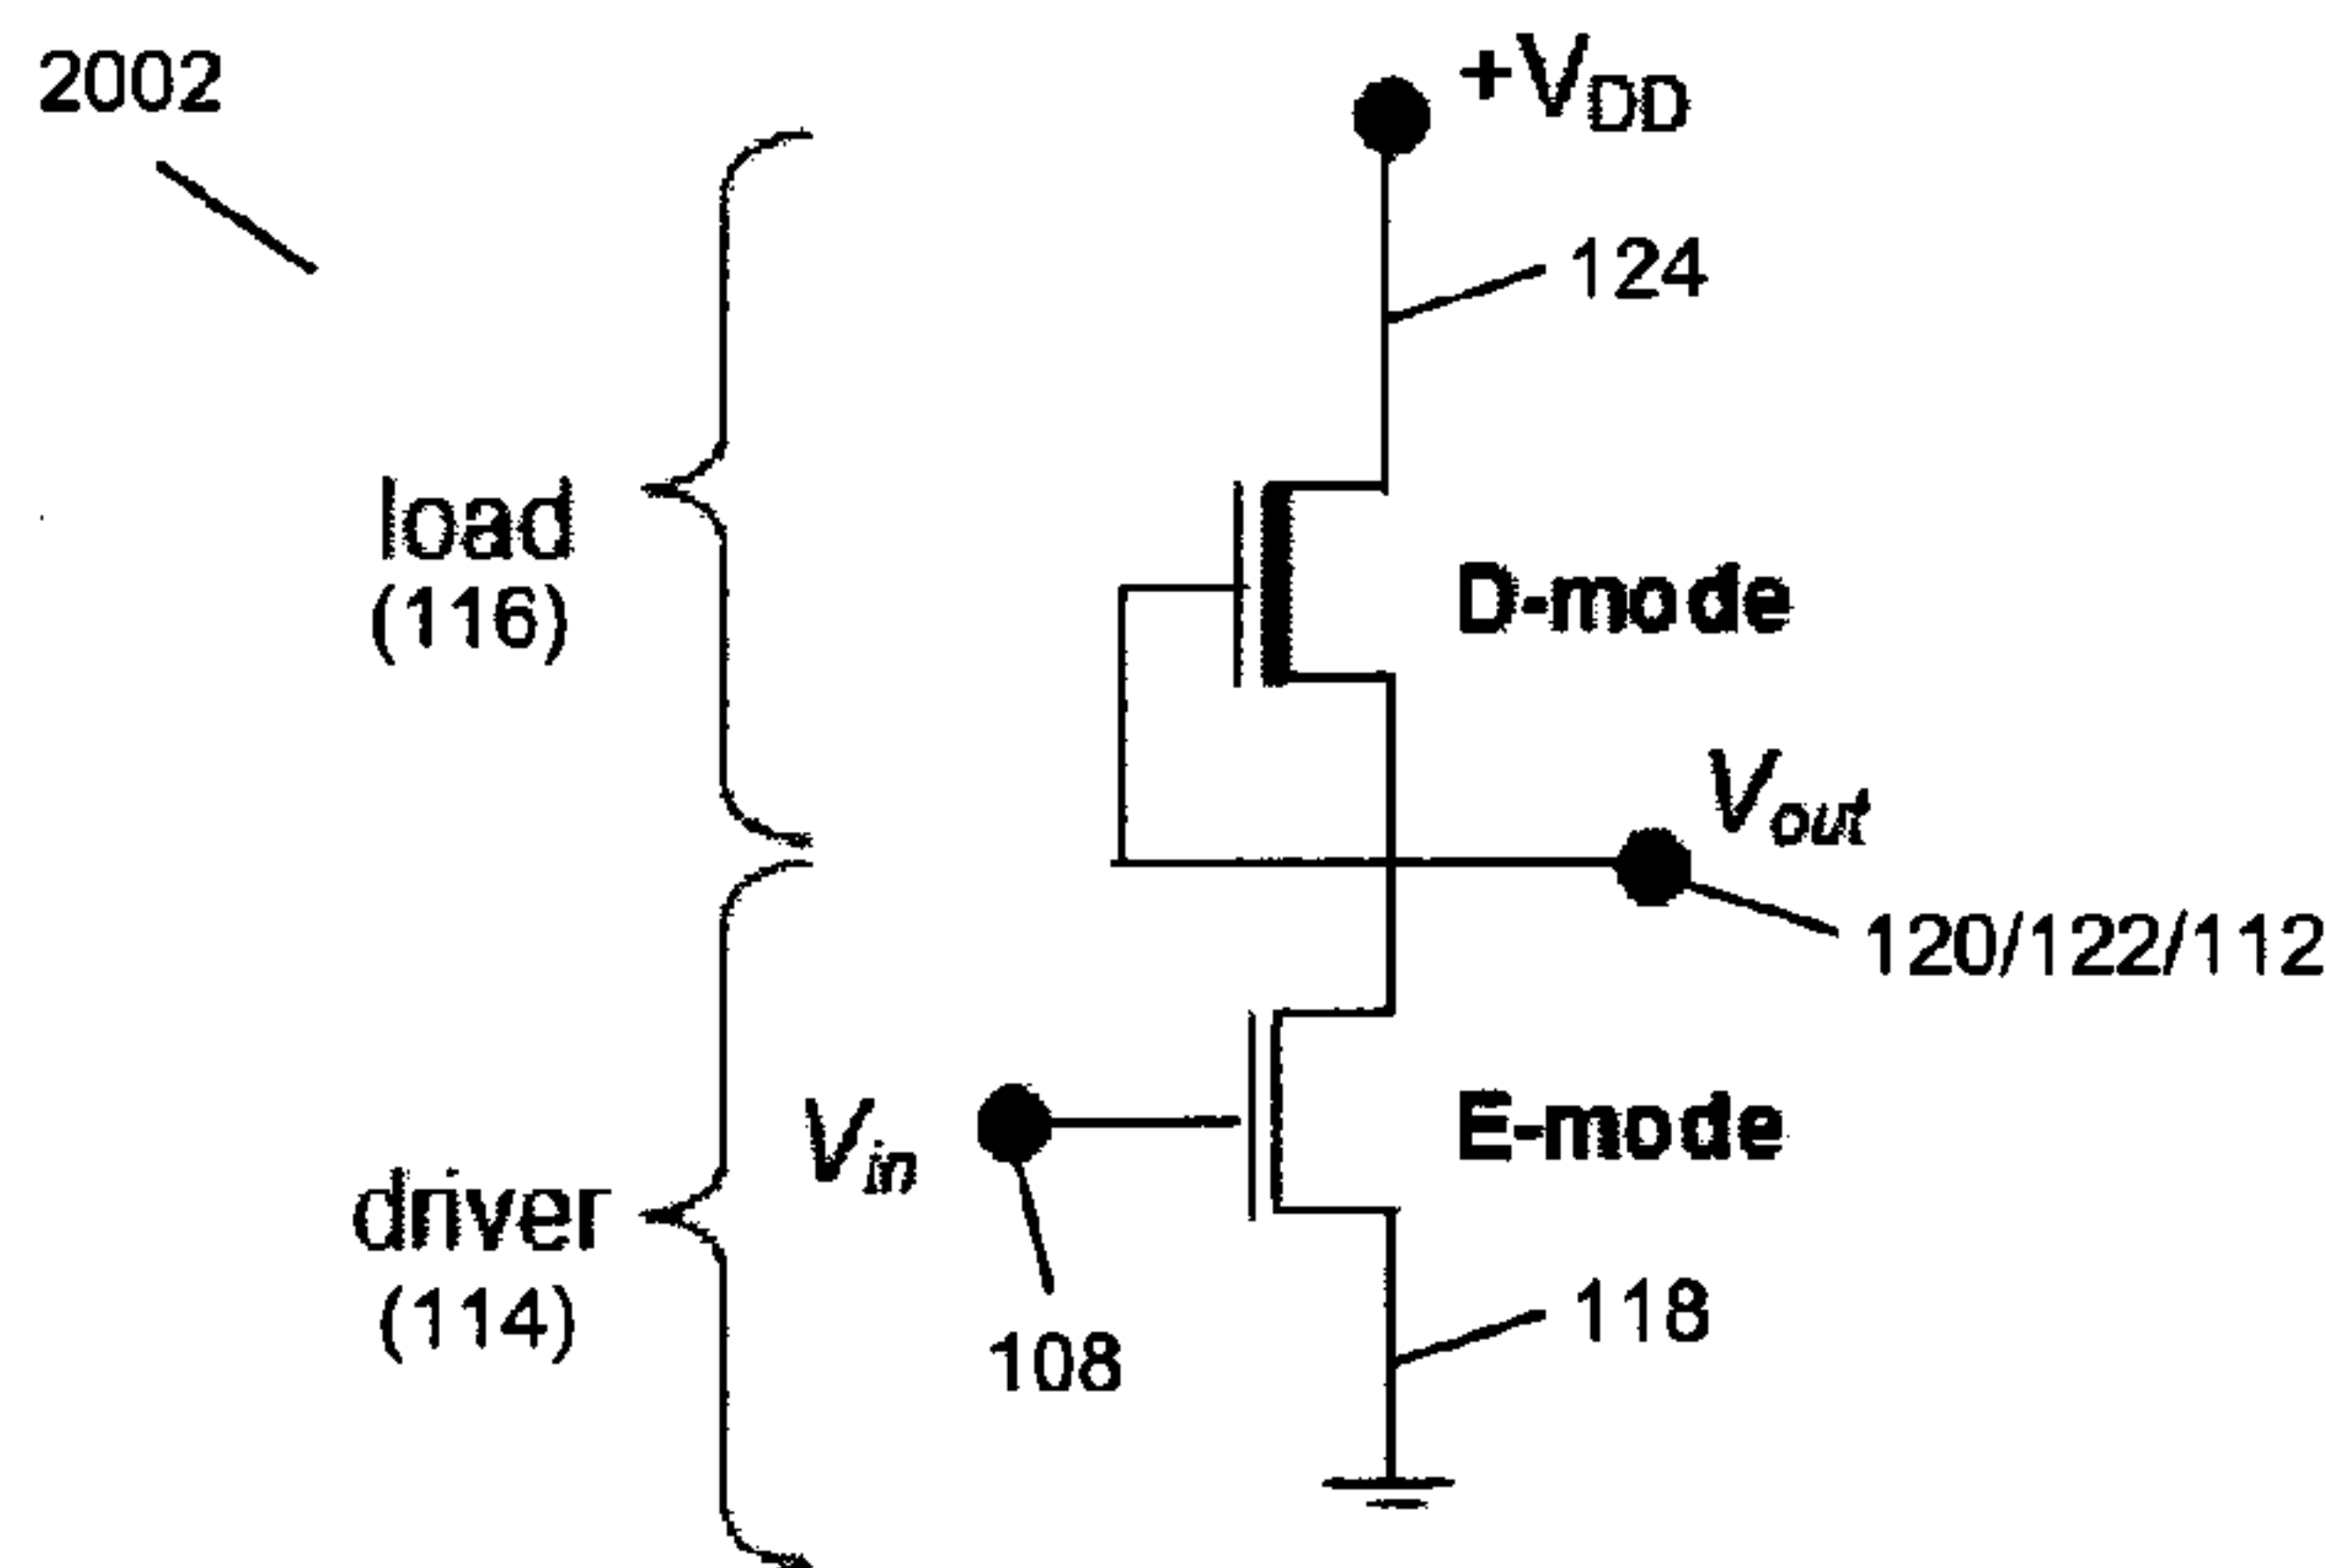 2002
+VDD
124
load
(116)
D-mode
Vout
120/122/112
Vin
E-mode
driver
(114)
108
118